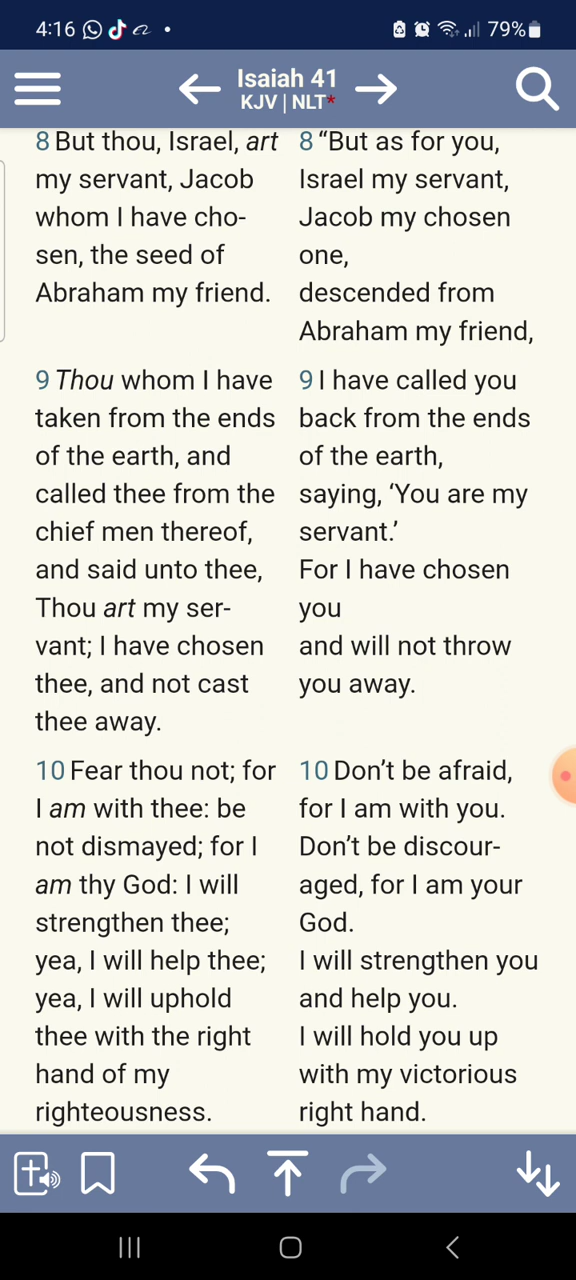 4:16
79%
Isaiah 41
KJV | NLT*
8 But thou, Israel, art
my servant, Jacob
whom I have cho-
sen, the seed of
Abraham my friend.
8 “But as for you,
Israel my servant,
Jacob my chosen
one,
descended from
Abraham my friend,
9 Thou whom I have
taken from the ends
of the earth, and
called thee from the
chief men thereof,
and said unto thee,
Thou art my ser-
vant; I have chosen
thee, and not cast
thee away.
9 I have called you
back from the ends
of the earth,
saying, ‘You are my
servant.’
For I have chosen
you
and will not throw
you away.
10 Fear thou not; for
I am with thee: be
not dismayed; for I
am thy God: I will
strengthen thee;
yea, I will help thee;
yea, I will uphold
thee with the right
hand of my
righteousness.
10 Don’t be afraid,
for I am with you.
Don’t be discour-
aged, for I am your
God.
I will strengthen you
and help you.
I will hold you up
with my victorious
right hand.